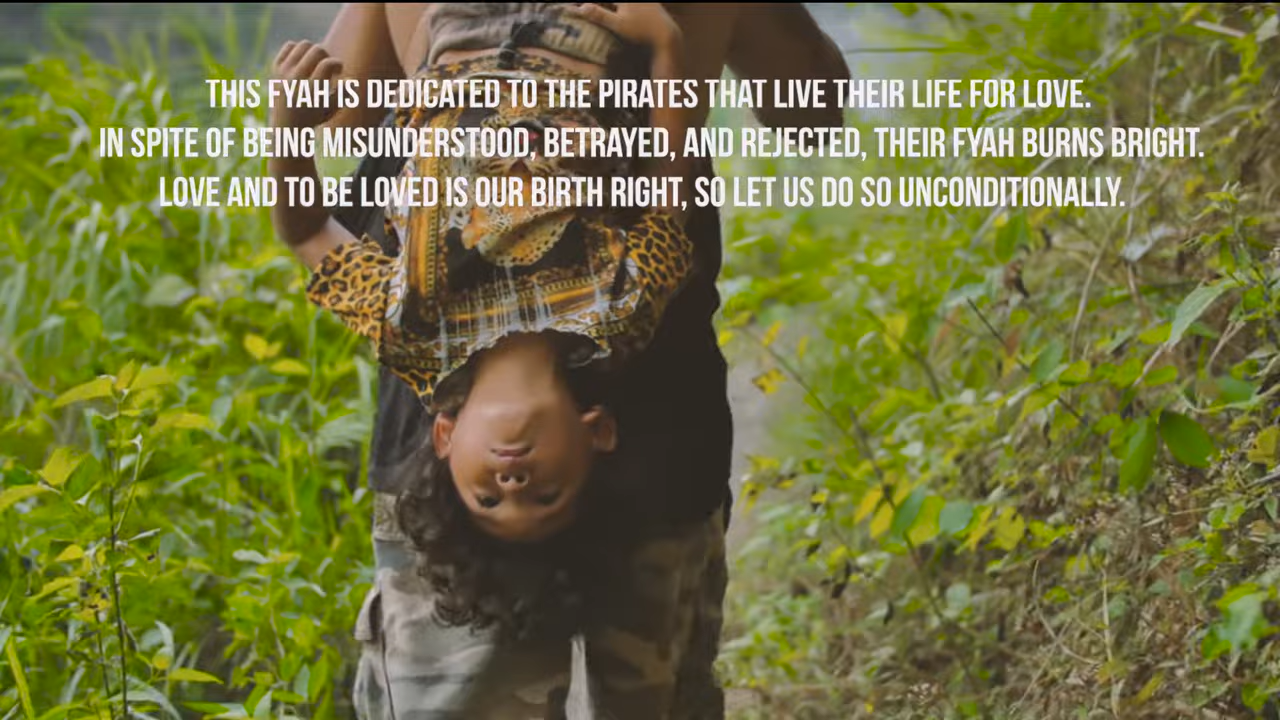 THIS FYAH IS DEDICATED TO THE PIRATES THAT LIVE THEIR LIFE FOR LOVE.
IN SPITE OF BEING MISUNDERSTOOD, BETRAYED, AND REJECTED, THEIR FYAH BURNS BRIGHT.
LOVE AND TO BE LOVED IS OUR BIRTH RIGHT, SO LET US DO SO UNCONDITIONALLY.